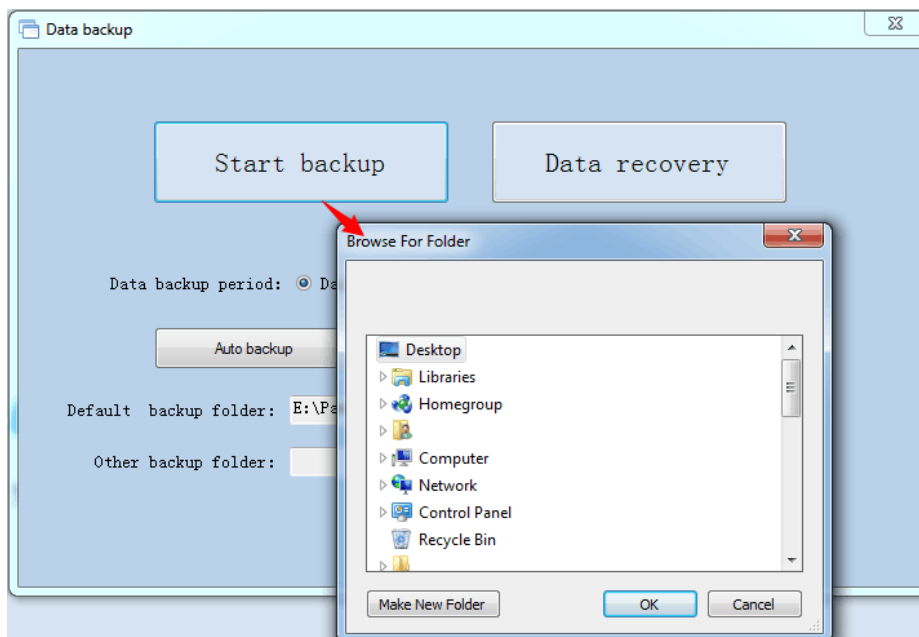 Data backup
Start backup
Data recovery
Browse For Folder
Data backup period:
Auto backup
Default backup folder: E:\Pa
Other backup folder:
Desktop
Libraries
Homegroup
Computer
Network
Control Panel
Recycle Bin
Make New Folder
OK
Cancel